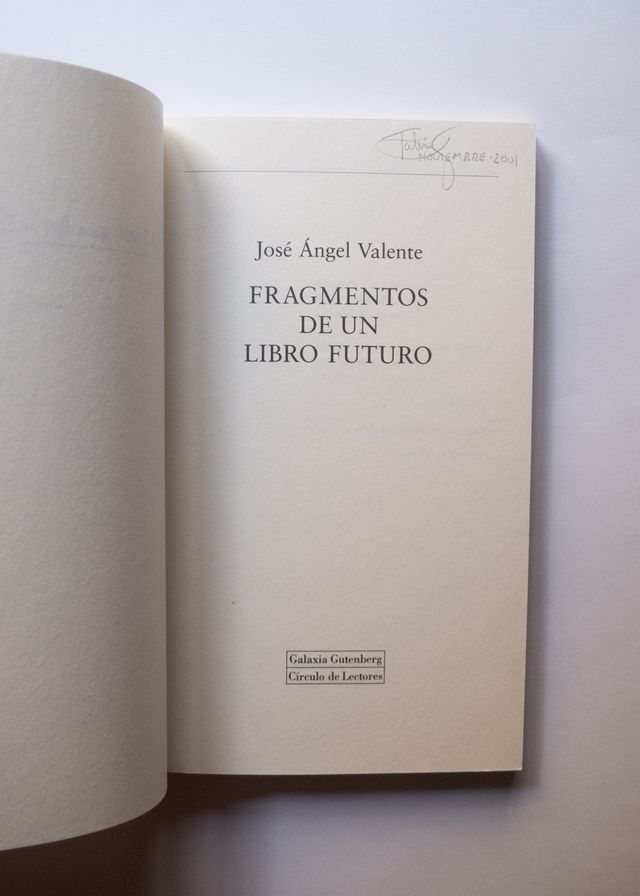 NOVIEMBRE-2001
José Ángel Valente
FRAGMENTOS
DE UN
LIBRO FUTURO
Galaxia Gutenberg
Círculo de Lectores